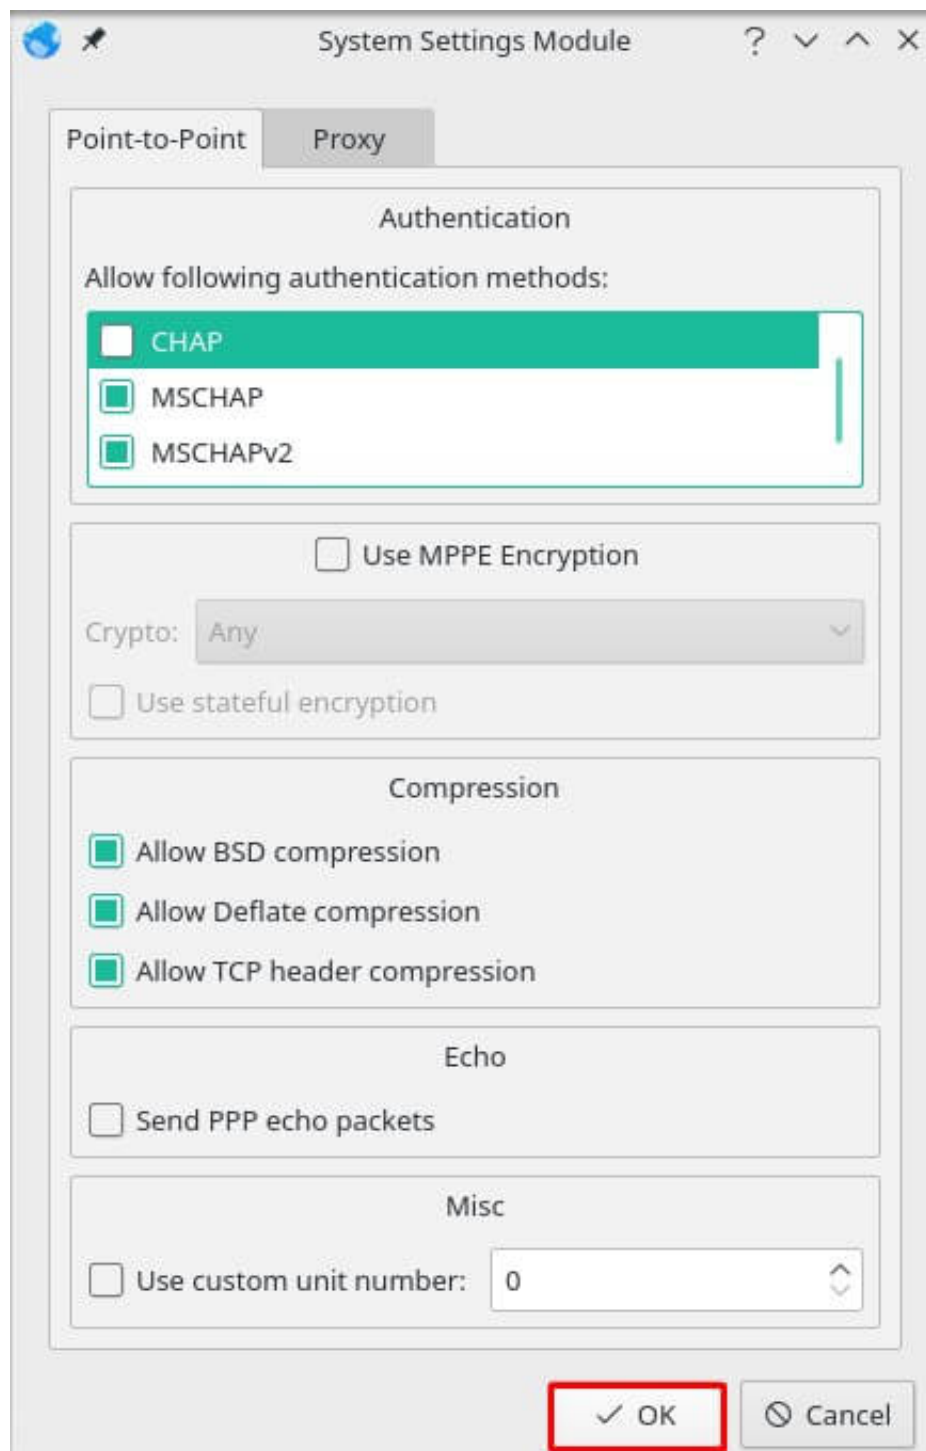 System Settings Module
Point-to-Point Proxy
Authentication
Allow following authentication methods:
CHAP
MSCHAP
MSCHAPv2
Use MPPE Encryption
Crypto: Any
Use stateful encryption
Compression
Allow BSD compression
Allow Deflate compression
Allow TCP header compression
Echo
Send PPP echo packets
Misc
Use custom unit number: 0
OK Cancel